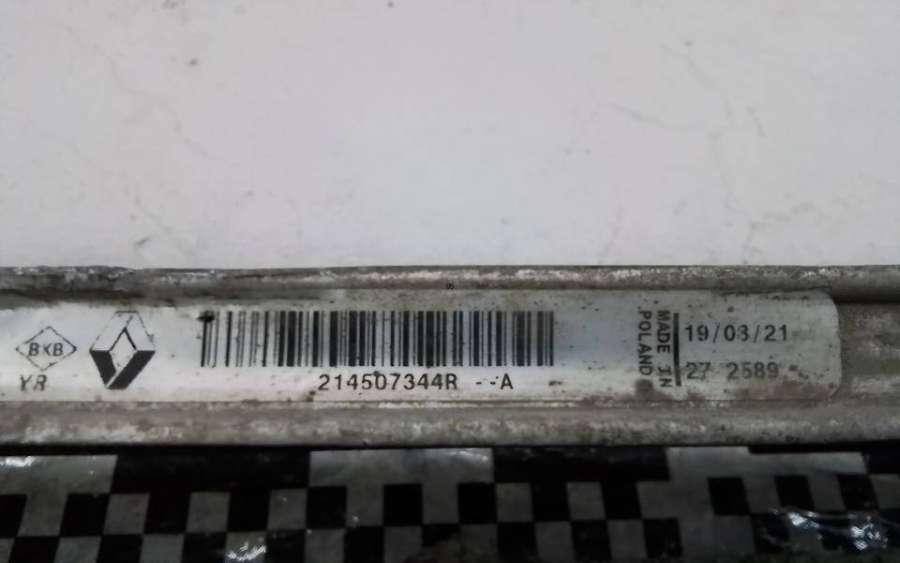 BKB
YR
214507344R --A
MADE IN
POLAND
19/03/21
27 2589